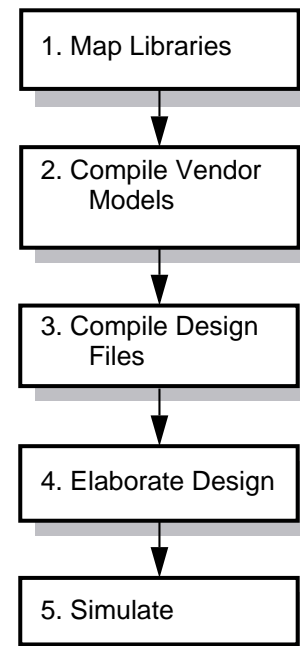 1. Map Libraries
2. Compile Vendor
Models
3. Compile Design
Files
4. Elaborate Design
5. Simulate